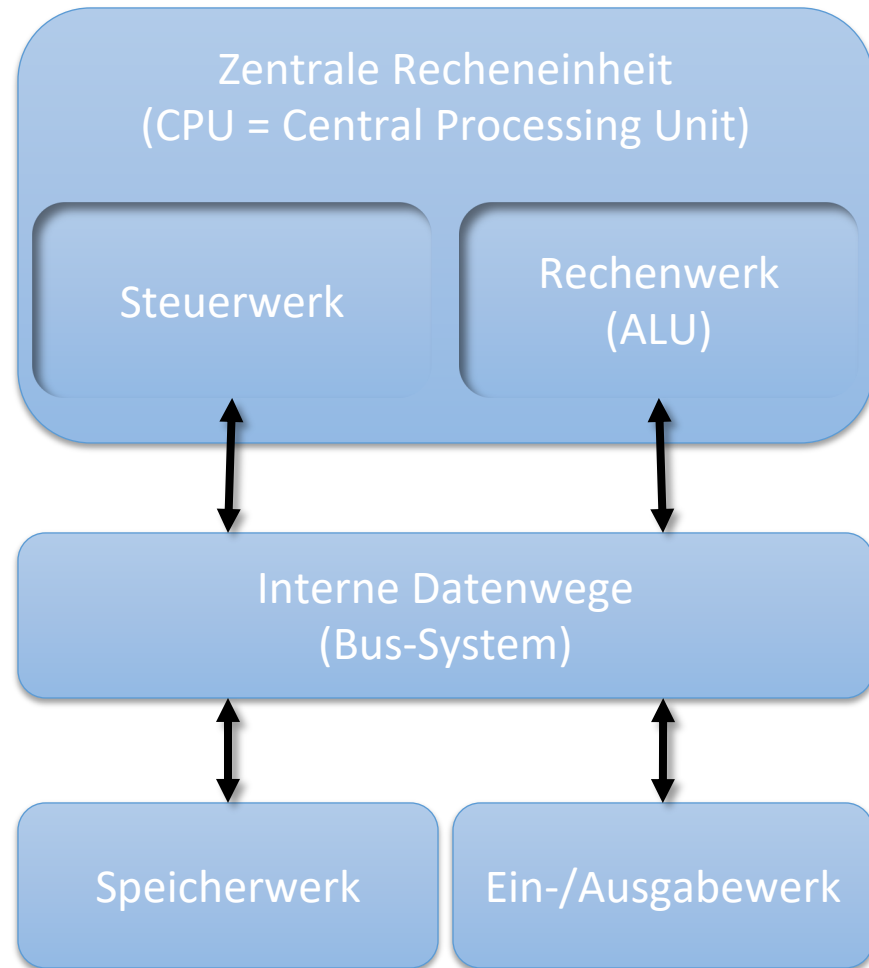 Zentrale Recheneinheit
(CPU = Central Processing Unit)
Steuerwerk
Rechenwerk
(ALU)
Interne Datenwege
(Bus-System)
Speicherwerk
Ein-/Ausgabewerk